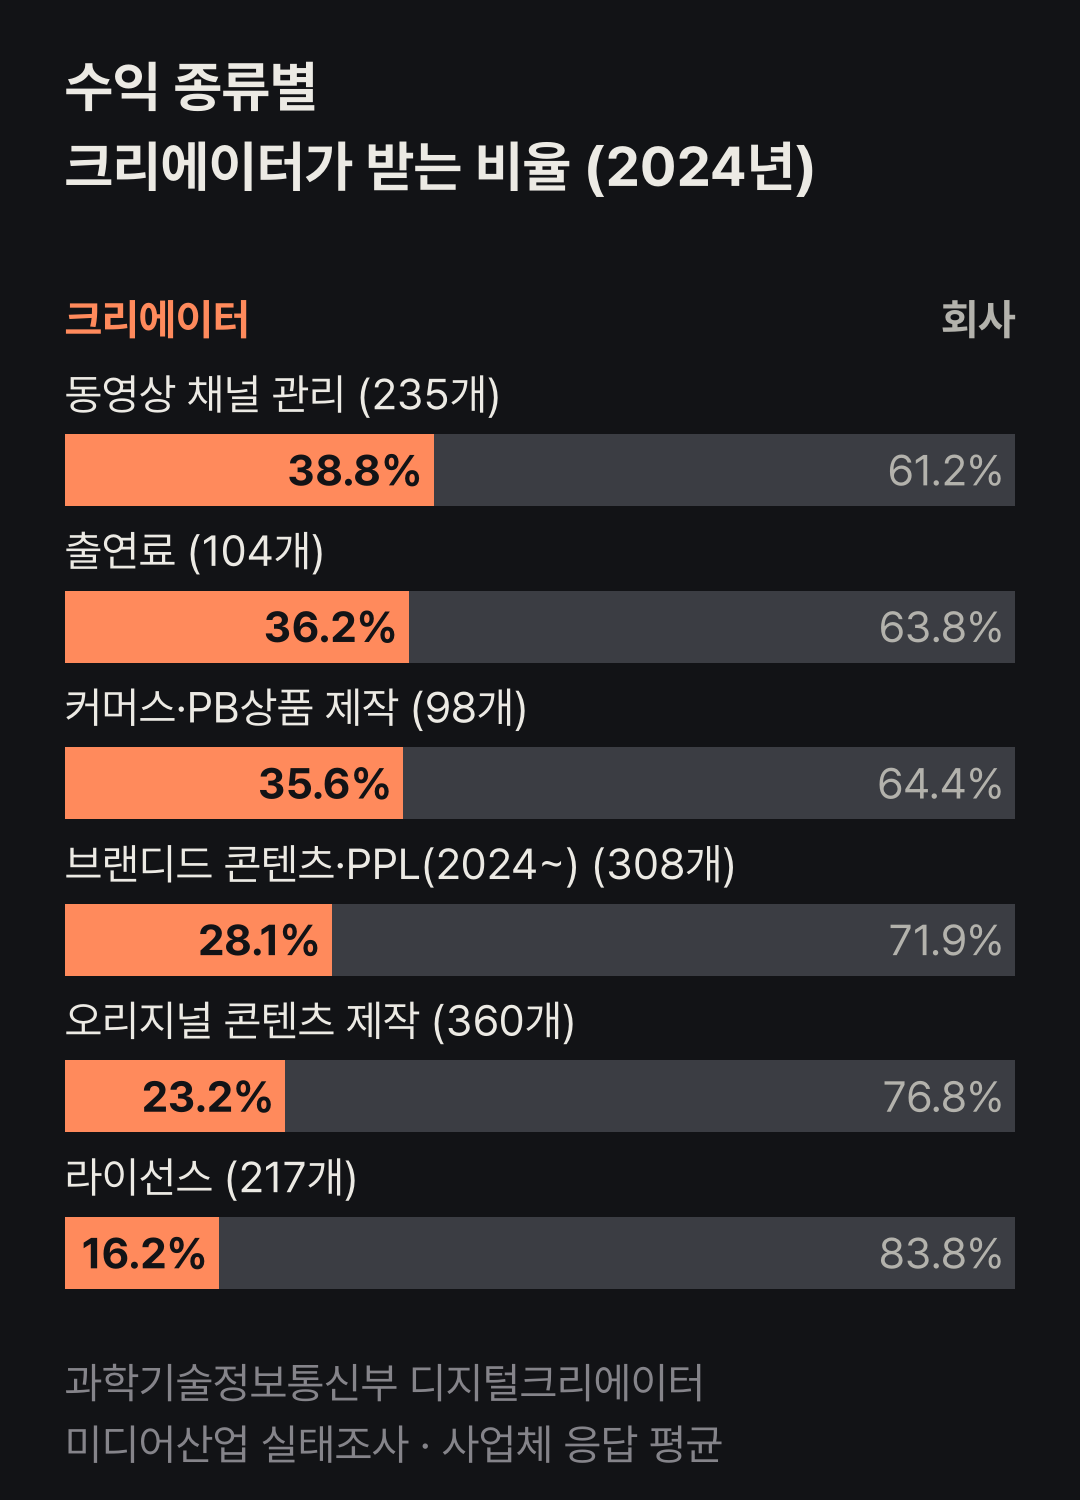 수익 종류별
크리에이터가 받는 비율 (2024년)
크리에이터 회사
동영상 채널 관리 (235개)
38.8% 61.2%
출연료 (104개)
36.2% 63.8%
커머스·PB상품 제작 (98개)
35.6% 64.4%
브랜디드 콘텐츠·PPL(2024~) (308개)
28.1% 71.9%
오리지널 콘텐츠 제작 (360개)
23.2% 76.8%
라이선스 (217개)
16.2% 83.8%
과학기술정보통신부 디지털크리에이터
미디어산업 실태조사 · 사업체 응답 평균